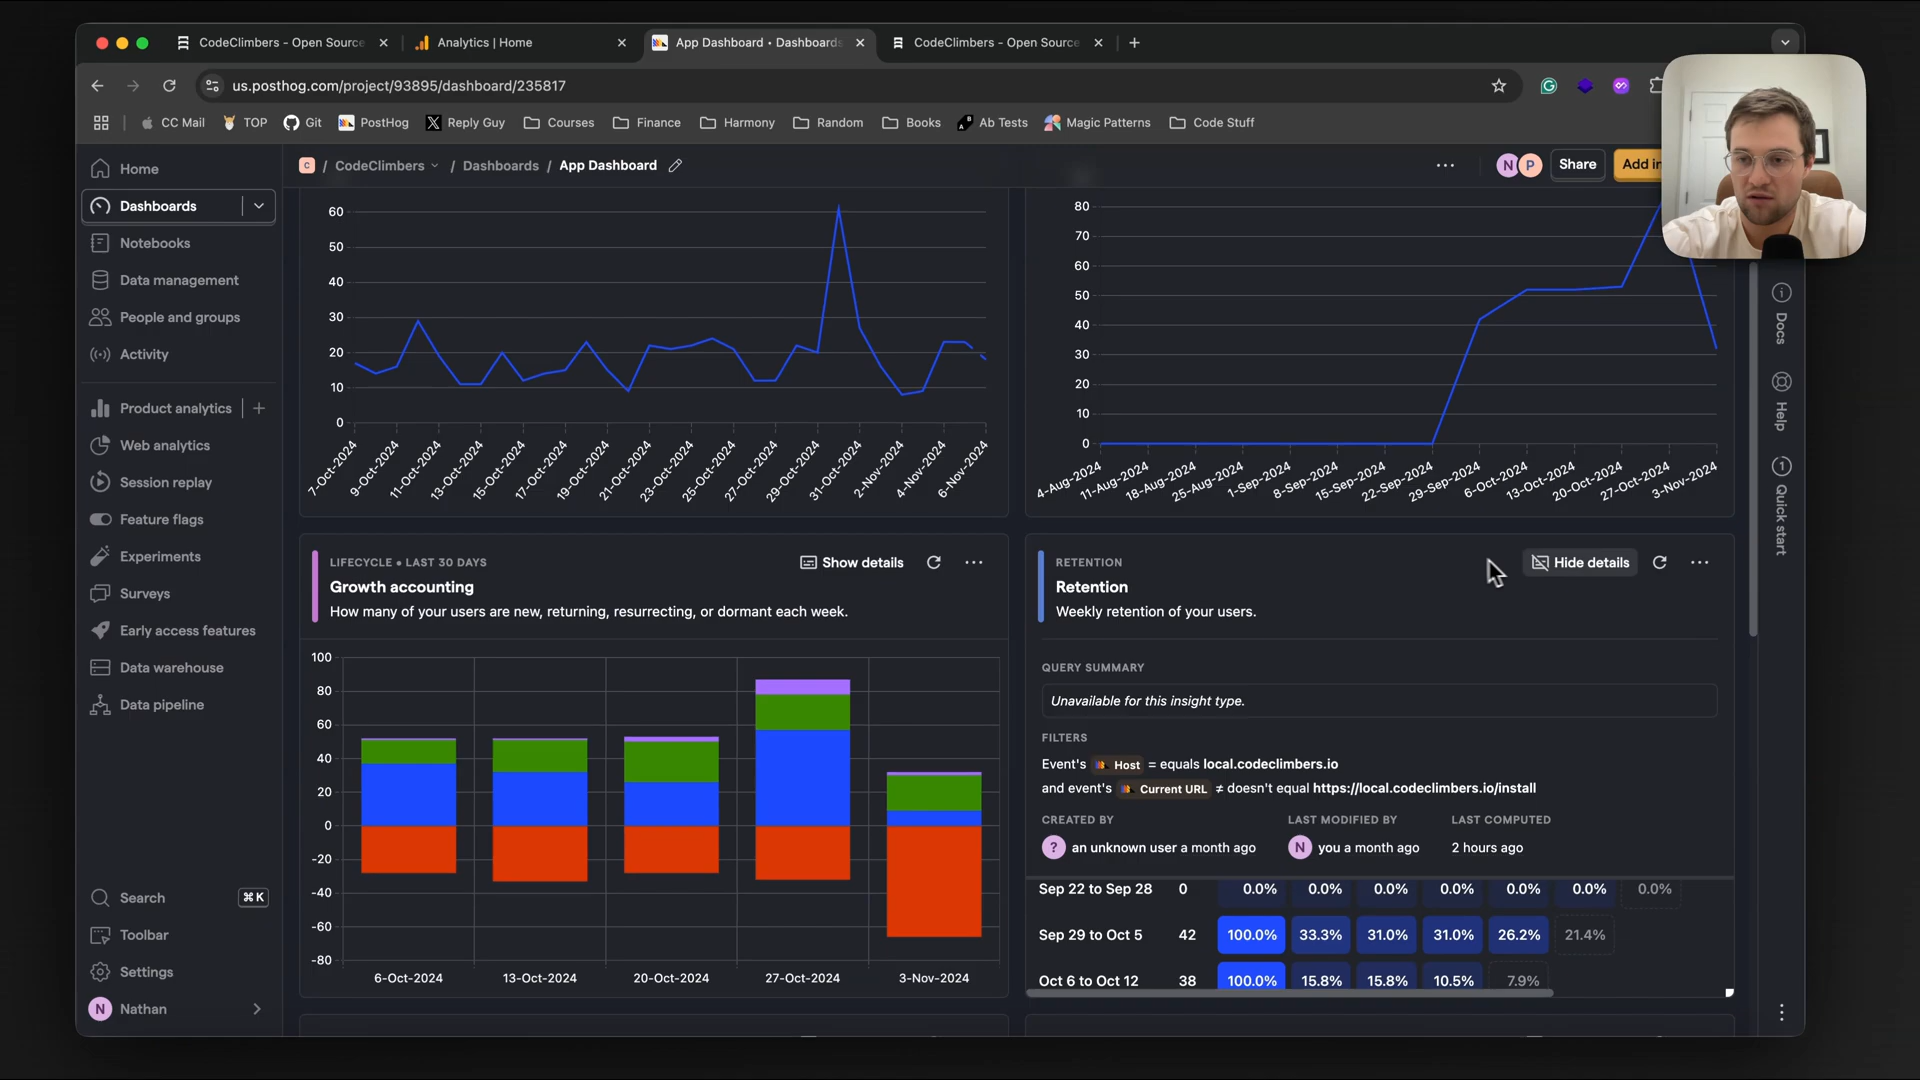 CodeClimbers - Open Source
Analytics | Home
App Dashboard • Dashboards
CodeClimbers - Open Source
us.posthog.com/project/93895/dashboard/235817
CC Mail
TOP
Git
PostHog
Reply Guy
Courses
Finance
Harmony
Random
Books
Ab Tests
Magic Patterns
Code Stuff
Home
Dashboards
Notebooks
Data management
People and groups
Activity
Product analytics
Web analytics
Session replay
Feature flags
Experiments
Surveys
Early access features
Data warehouse
Data pipeline
Search ⌘K
Toolbar
Settings
N Nathan
C / CodeClimbers / Dashboards / App Dashboard
N P Share Add in
60
50
40
30
20
10
0
7-Oct-2024
9-Oct-2024
11-Oct-2024
13-Oct-2024
15-Oct-2024
17-Oct-2024
19-Oct-2024
21-Oct-2024
23-Oct-2024
25-Oct-2024
27-Oct-2024
29-Oct-2024
31-Oct-2024
2-Nov-2024
4-Nov-2024
6-Nov-2024
80
70
60
50
40
30
20
10
0
4-Aug-2024
11-Aug-2024
18-Aug-2024
25-Aug-2024
1-Sep-2024
8-Sep-2024
15-Sep-2024
22-Sep-2024
29-Sep-2024
6-Oct-2024
13-Oct-2024
20-Oct-2024
27-Oct-2024
3-Nov-2024
LIFECYCLE • LAST 30 DAYS
Show details
Growth accounting
How many of your users are new, returning, resurrecting, or dormant each week.
100
80
60
40
20
0
-20
-40
-60
-80
6-Oct-2024
13-Oct-2024
20-Oct-2024
27-Oct-2024
3-Nov-2024
RETENTION
Hide details
Retention
Weekly retention of your users.
QUERY SUMMARY
Unavailable for this insight type.
FILTERS
Event's Host = equals local.codeclimbers.io
and event's Current URL ≠ doesn't equal https://local.codeclimbers.io/install
CREATED BY LAST MODIFIED BY LAST COMPUTED
? an unknown user a month ago N you a month ago 2 hours ago
Sep 22 to Sep 28 0 0.0% 0.0% 0.0% 0.0% 0.0% 0.0% 0.0%
Sep 29 to Oct 5 42 100.0% 33.3% 31.0% 31.0% 26.2% 21.4%
Oct 6 to Oct 12 38 100.0% 15.8% 15.8% 10.5% 7.9%
Docs
Help
1
Quick start